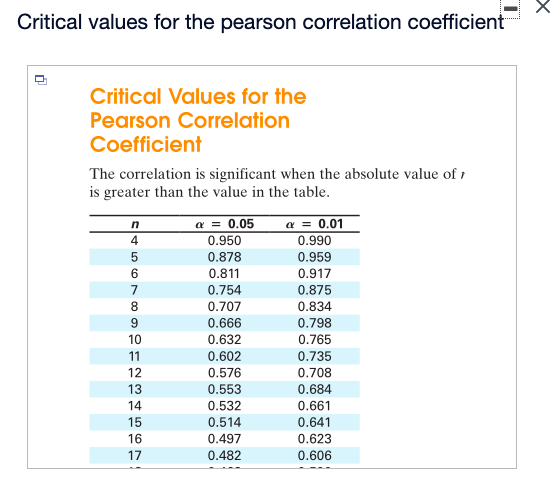 Critical values for the pearson correlation coefficient
Critical Values for the
Pearson Correlation
Coefficient
The correlation is significant when the absolute value of r
is greater than the value in the table.
n α = 0.05 α = 0.01
4 0.950 0.990
5 0.878 0.959
6 0.811 0.917
7 0.754 0.875
8 0.707 0.834
9 0.666 0.798
10 0.632 0.765
11 0.602 0.735
12 0.576 0.708
13 0.553 0.684
14 0.532 0.661
15 0.514 0.641
16 0.497 0.623
17 0.482 0.606